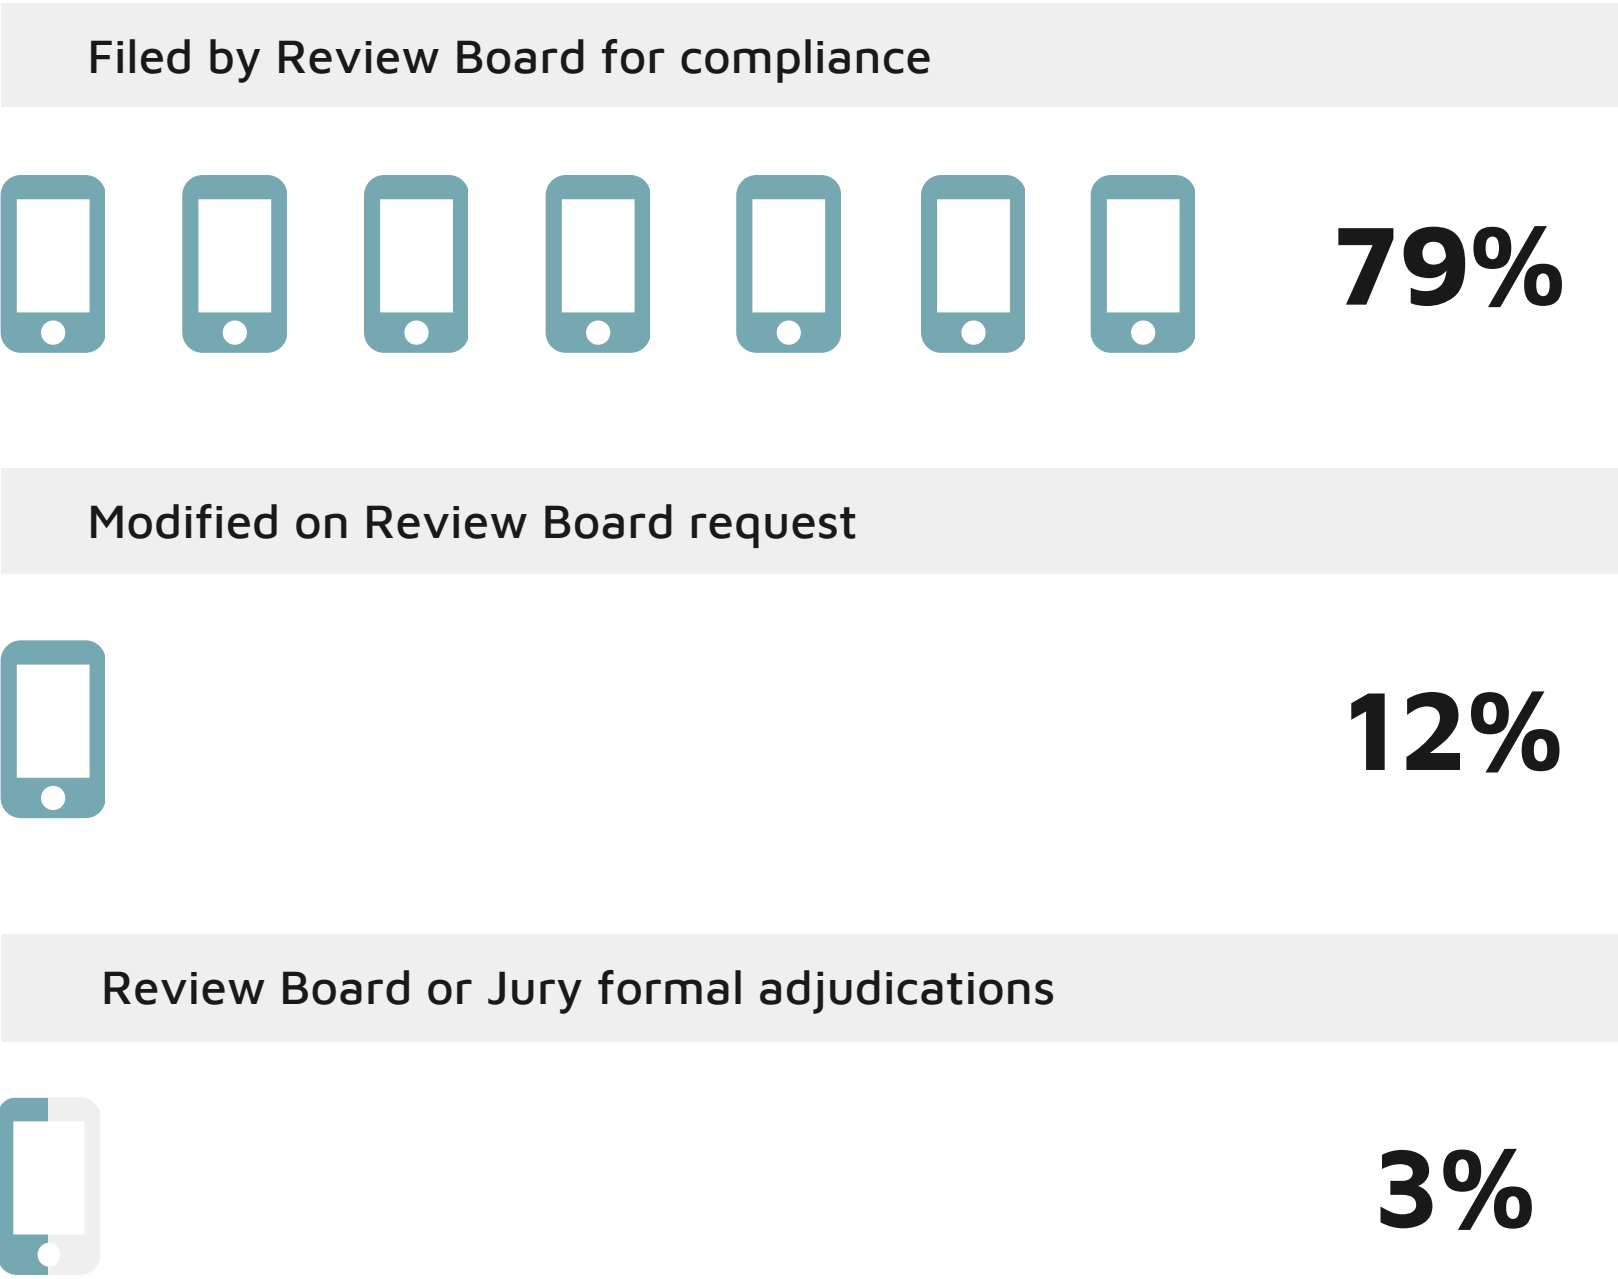 Filed by Review Board for compliance
79%
Modified on Review Board request
12%
Review Board or Jury formal adjudications
3%